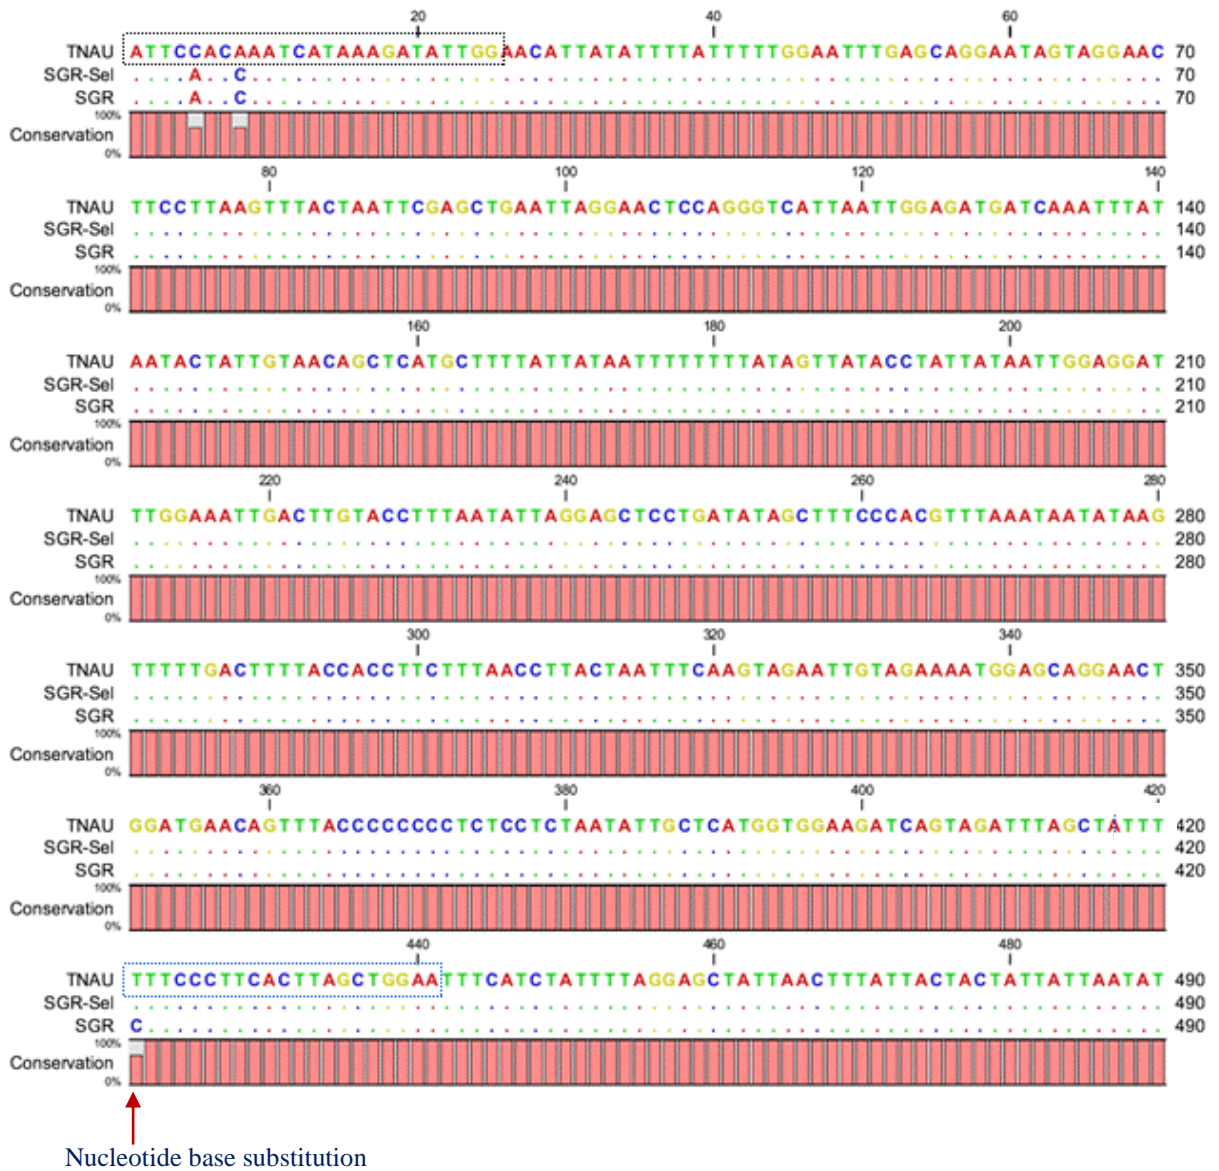 20 40 60
TNAU ATTCCACAAATCATAAAGATATTGGAACATTATATTTTATTTTTGGAATTTGAGCAGGAATAGTAGGAAC 70
SGR-Sel ....A..C.............................................................. 70
SGR ....A..C.............................................................. 70
100%
Conservation
0%
80 100 120 140
TNAU TTCCTTAAGTTTACTAATTCGAGCTGAATTAGGAACTCCAGGGTCATTAATTGGAGATGATCAAATTTAT 140
SGR-Sel ...................................................................... 140
SGR ...................................................................... 140
100%
Conservation
0%
160 180 200
TNAU AATACTATTGTAACAGCTCATGCTTTTATTATAATTTTTTTTATAGTTATACCTATTATAATTGGAGGAT 210
SGR-Sel ...................................................................... 210
SGR ...................................................................... 210
100%
Conservation
0%
220 240 260 280
TNAU TTGGAAATTGACTTGTACCTTTAATATTAGGAGCTCCTGATATAGCTTTCCCACGTTTAAATAATATAAG 280
SGR-Sel ...................................................................... 280
SGR ...................................................................... 280
100%
Conservation
0%
300 320 340
TNAU TTTTTGACTTTTACCACCTTCTTTAACCTTACTAATTTCAAGTAGAATTGTAGAAAATGGAGCAGGAACT 350
SGR-Sel ...................................................................... 350
SGR ...................................................................... 350
100%
Conservation
0%
360 380 400 420
TNAU GGATGAACAGTTTACCCCCCCCTCTCCTCTAATATTGCTCATGGTGGAAGATCAGTAGATTTAGCTATTT 420
SGR-Sel ...................................................................... 420
SGR ...................................................................... 420
100%
Conservation
0%
440 460 480
TNAU TTTCCCTTCACTTAGCTGGAATTTCATCTATTTTAGGAGCTATTAACTTTATTACTACTATTATTAATAT 490
SGR-Sel ...................................................................... 490
SGR C..................................................................... 490
100%
Conservation
0%
Nucleotide base substitution